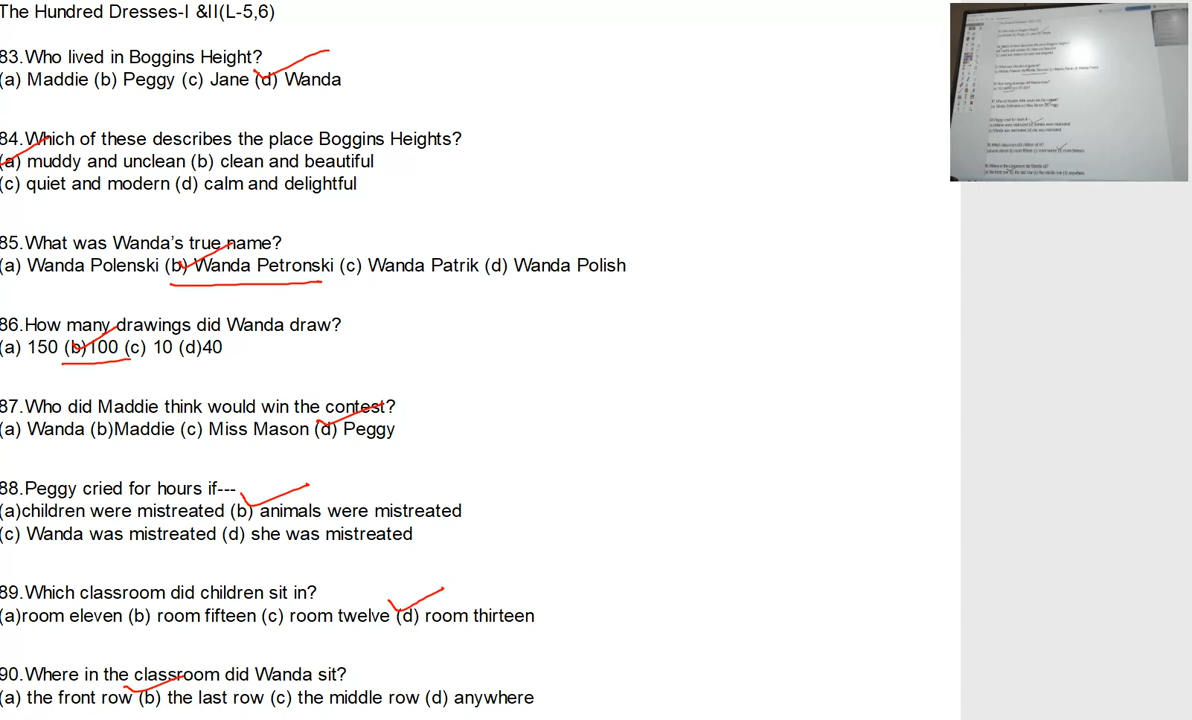 The Hundred Dresses-I &II(L-5,6)
83.Who lived in Boggins Height?
(a) Maddie (b) Peggy (c) Jane (d) Wanda
84.Which of these describes the place Boggins Heights?
(a) muddy and unclean (b) clean and beautiful
(c) quiet and modern (d) calm and delightful
85.What was Wanda’s true name?
(a) Wanda Polenski (b) Wanda Petronski (c) Wanda Patrik (d) Wanda Polish
86.How many drawings did Wanda draw?
(a) 150 (b)100 (c) 10 (d)40
87.Who did Maddie think would win the contest?
(a) Wanda (b)Maddie (c) Miss Mason (d) Peggy
88.Peggy cried for hours if---
(a)children were mistreated (b) animals were mistreated
(c) Wanda was mistreated (d) she was mistreated
89.Which classroom did children sit in?
(a)room eleven (b) room fifteen (c) room twelve (d) room thirteen
90.Where in the classroom did Wanda sit?
(a) the front row (b) the last row (c) the middle row (d) anywhere